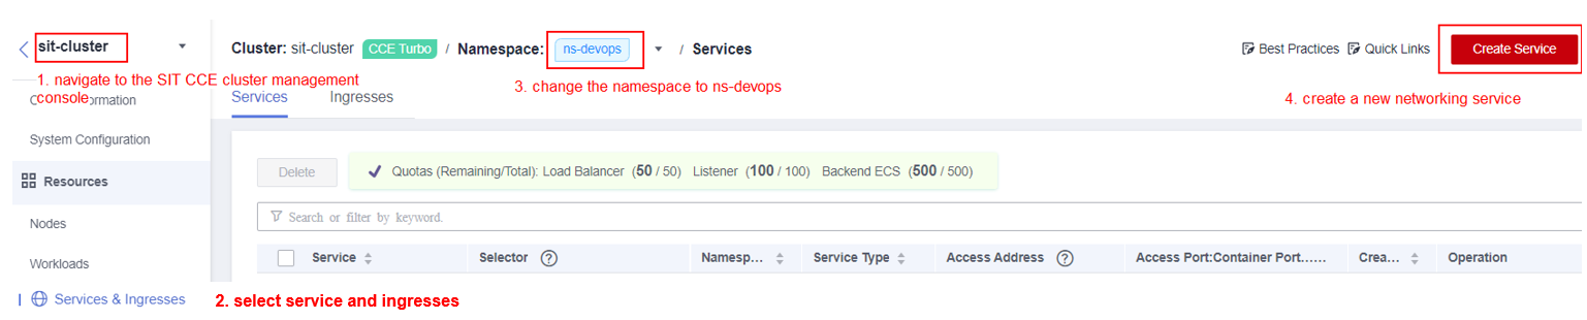 sit-cluster
Cluster: sit-cluster CCE Turbo / Namespace: ns-devops / Services
Best Practices Quick Links Create Service
1. navigate to the SIT CCE cluster management
console
3. change the namespace to ns-devops
4. create a new networking service
Services Ingresses
System Configuration
Resources
Nodes
Workloads
Services & Ingresses
2. select service and ingresses
Delete
Quotas (Remaining/Total): Load Balancer (50 / 50) Listener (100 / 100) Backend ECS (500 / 500)
Search or filter by keyword.
Service Selector ? Namesp... Service Type Access Address ? Access Port:Container Port...... Crea... Operation